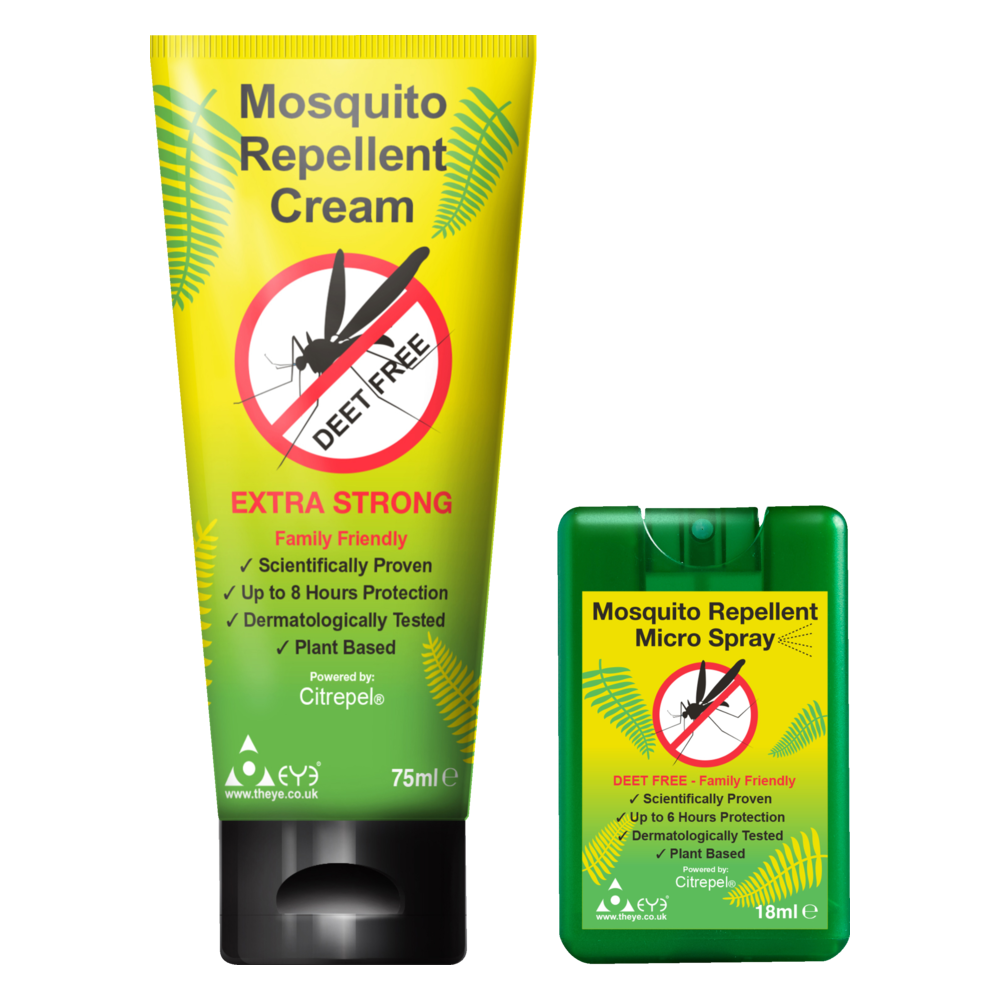 Mosquito
Repellent
Cream
DEET FREE
EXTRA STRONG
Family Friendly
✓ Scientifically Proven
✓ Up to 8 Hours Protection
✓ Dermatologically Tested
✓ Plant Based
Powered by:
Citrepel®
EYE®
www.theye.co.uk
75ml ℮
Mosquito Repellent
Micro Spray
DEET FREE - Family Friendly
✓ Scientifically Proven
✓ Up to 6 Hours Protection
✓ Dermatologically Tested
✓ Plant Based
Powered by:
Citrepel®
EYE®
www.theye.co.uk
18ml ℮